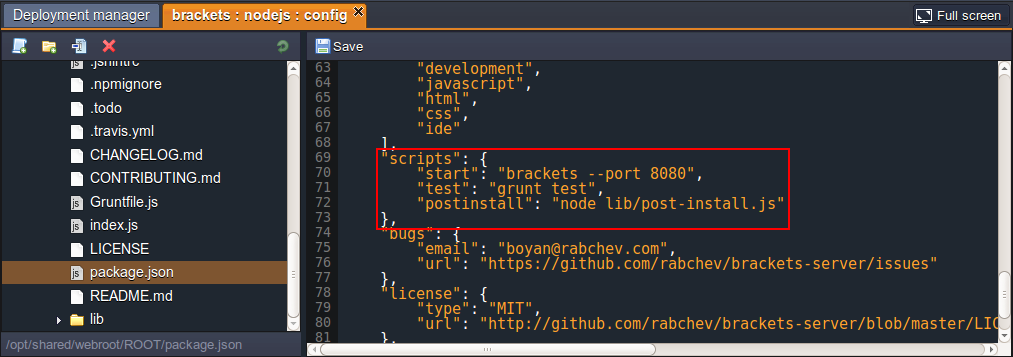 Deployment manager
brackets : nodejs : config
Full screen
Save
.jshintrc
.npmignore
.todo
.travis.yml
CHANGELOG.md
CONTRIBUTING.md
Gruntfile.js
index.js
LICENSE
package.json
README.md
lib
/opt/shared/webroot/ROOT/package.json
63 "development",
64 "javascript",
65 "html",
66 "css",
67 "ide"
68 ],
69 "scripts": {
70 "start": "brackets --port 8080",
71 "test": "grunt test",
72 "postinstall": "node lib/post-install.js"
73 },
74 "bugs": {
75 "email": "boyan@rabchev.com",
76 "url": "https://github.com/rabchev/brackets-server/issues"
77 },
78 "license": {
79 "type": "MIT",
80 "url": "http://github.com/rabchev/brackets-server/blob/master/LIC
81 },